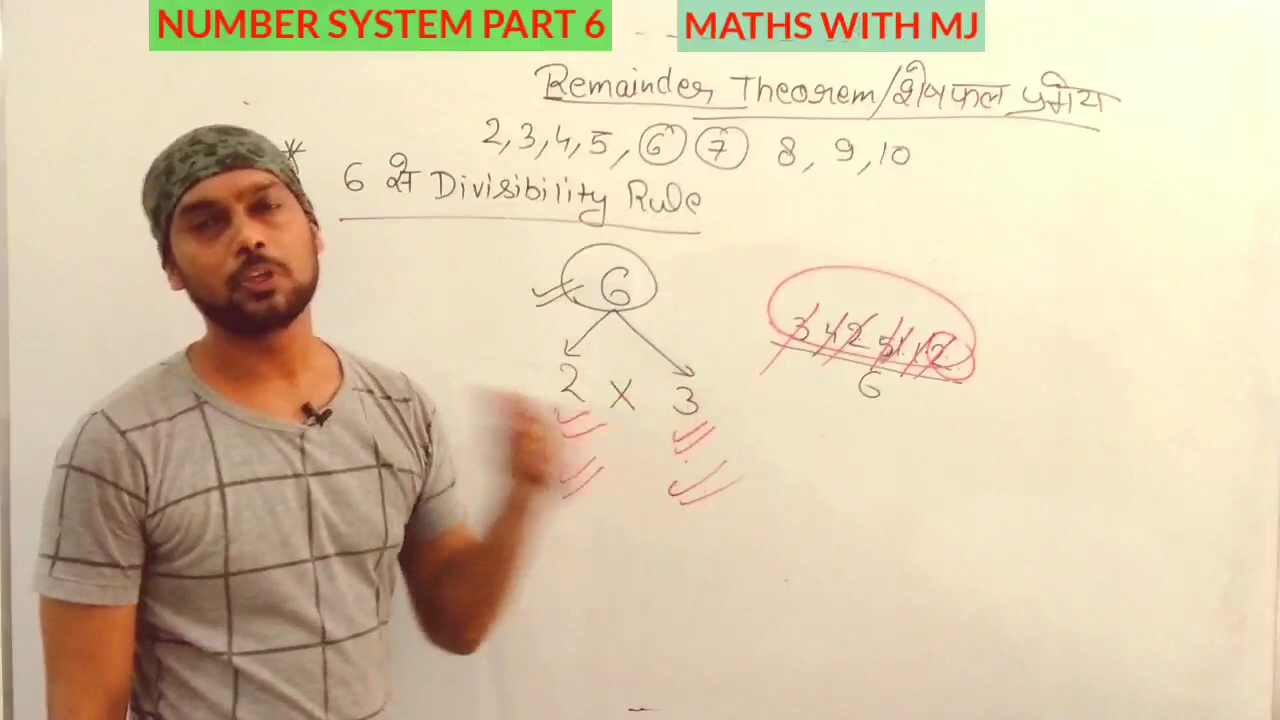 NUMBER SYSTEM PART 6 MATHS WITH MJ
Remainder Theorem/शेषफल प्रमेय
2,3,4,5, 6 7 8, 9,10
6 से Divisibility Rule
6
2 X 3
6